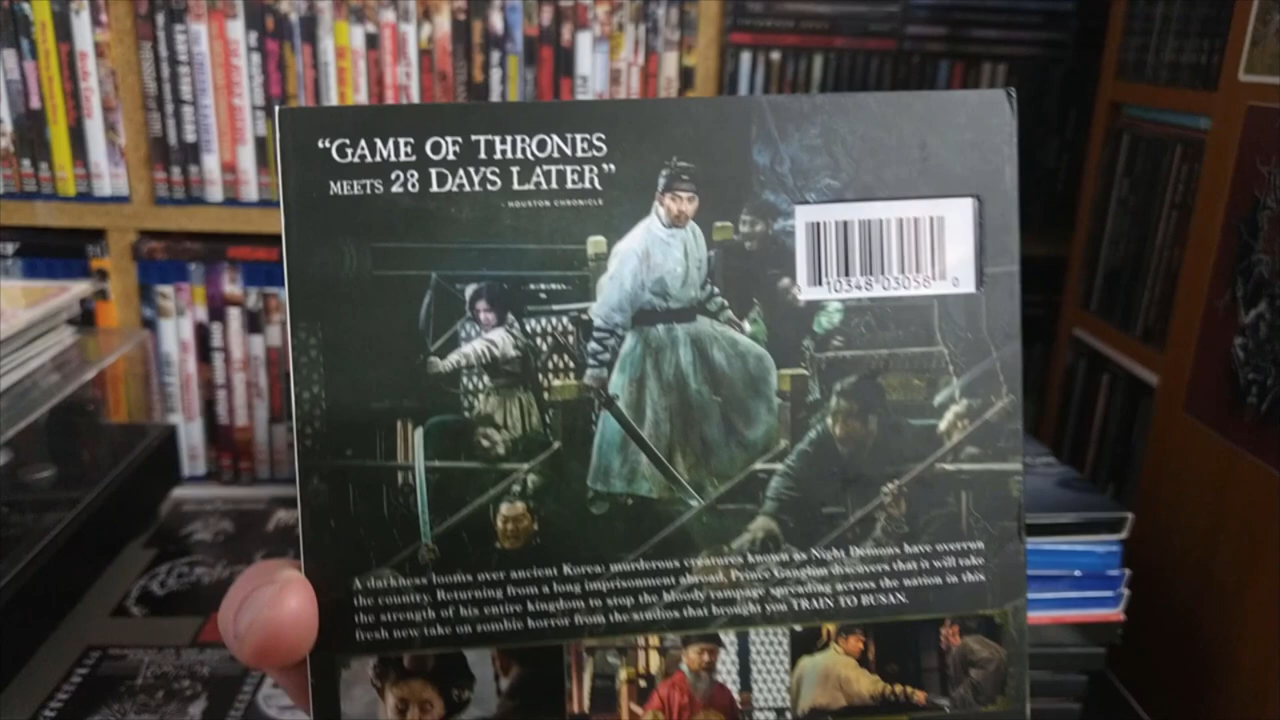 “GAME OF THRONES
MEETS 28 DAYS LATER”
- HOUSTON CHRONICLE
10348 03056 0
A darkness looms over ancient Korea: murderous creatures known as Night Demons have overrun
the country. Returning from a long imprisonment abroad, Prince Ganglim discovers that it will take
the strength of his entire kingdom to stop the bloody rampage spreading across the nation in this
fresh new take on zombie horror from the studios that brought you TRAIN TO BUSAN.